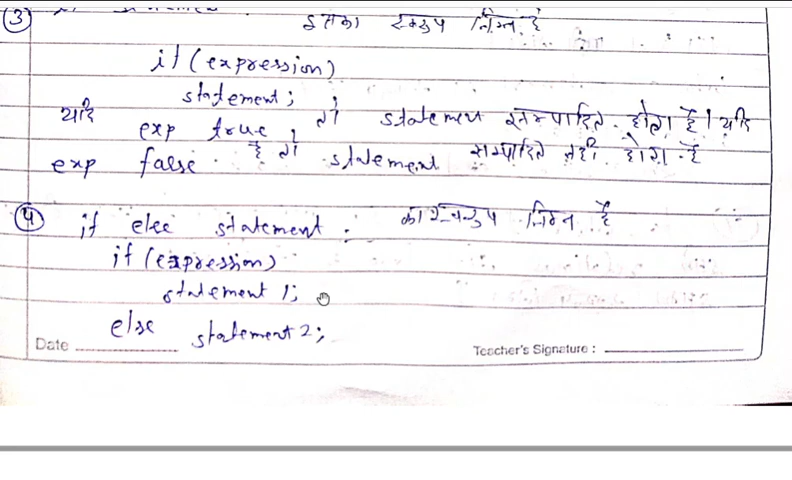 ③ इसका स्वरूप निम्न है
if (expression)
statement;
यदि exp true है तो statement सम्पादित होता है। यदि
exp false है तो statement सम्पादित नहीं होता है
④ if else statement : का स्वरूप निम्न है
if (expression)
statement 1;
else statement 2;
Date
Teacher's Signature :